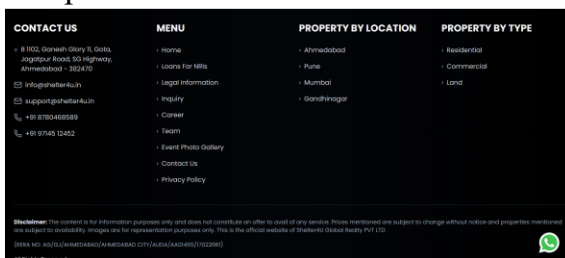 CONTACT US
B 1102, Ganesh Glory 11, Gota,
Jagatpur Road, SG Highway,
Ahmedabad - 382470
info@shelter4u.in
support@shelter4u.in
+91 8780468589
+91 97145 12452
MENU
› Home
› Loans For NRIs
› Legal Information
› Inquiry
› Career
› Team
› Event Photo Gallery
› Contact Us
› Privacy Policy
PROPERTY BY LOCATION
› Ahmedabad
› Pune
› Mumbai
› Gandhinagar
PROPERTY BY TYPE
› Residential
› Commercial
› Land
Disclaimer: The content is for information purposes only and does not constitute an offer to avail of any service. Prices mentioned are subject to change without notice and properties mentioned
are subject to availability. Images are for representation purposes only. This is the official website of Shelter4u Global Realty PVT LTD